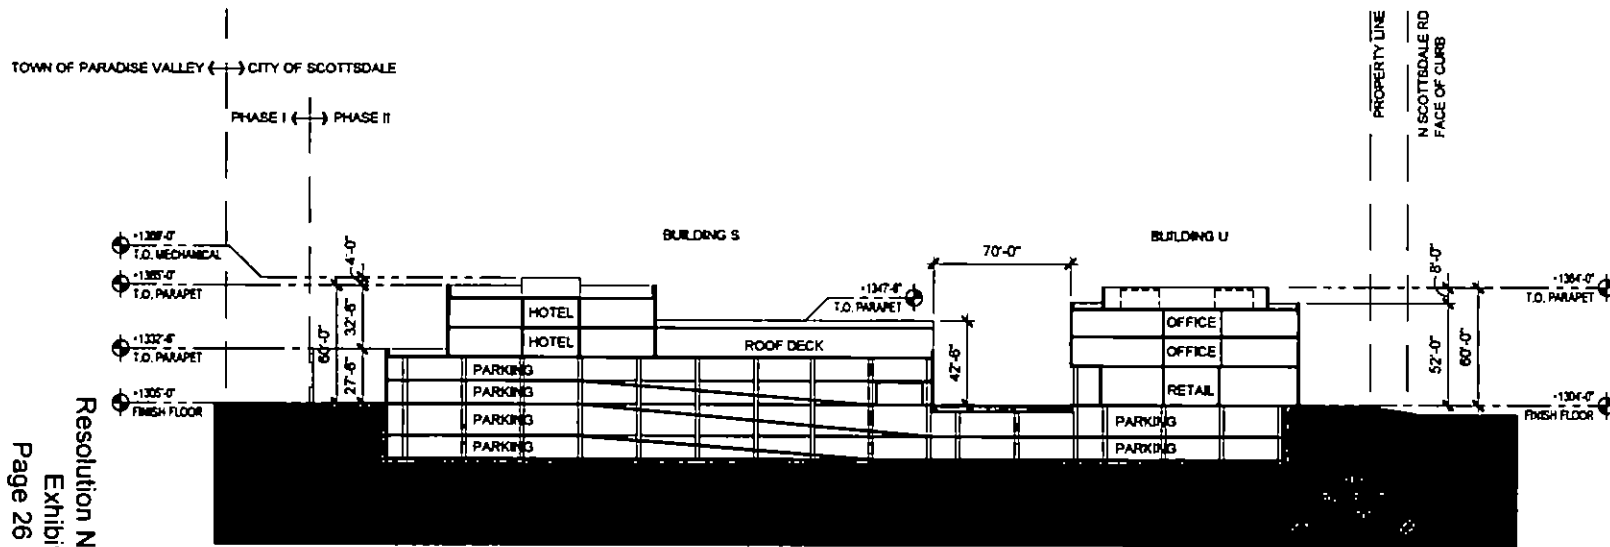 TOWN OF PARADISE VALLEY
CITY OF SCOTTSDALE
PHASE I
PHASE II
PROPERTY LINE
N SCOTTSDALE RD
FACE OF CURB
BUILDING S
BUILDING U
T.O. MECHANICAL
+1365'-0"
T.O. PARAPET
+1332'-6"
T.O. PARAPET
+1305'-0"
FINISH FLOOR
4'-0"
32'-6"
60'-0"
27'-6"
HOTEL
HOTEL
+1347'-6"
T.O. PARAPET
ROOF DECK
PARKING
PARKING
PARKING
PARKING
42'-6"
70'-0"
OFFICE
OFFICE
RETAIL
PARKING
PARKING
8'-0"
52'-0"
60'-0"
+1364'-0"
T.O. PARAPET
+1304'-0"
FINISH FLOOR
Resolution N
Exhibi
Page 26